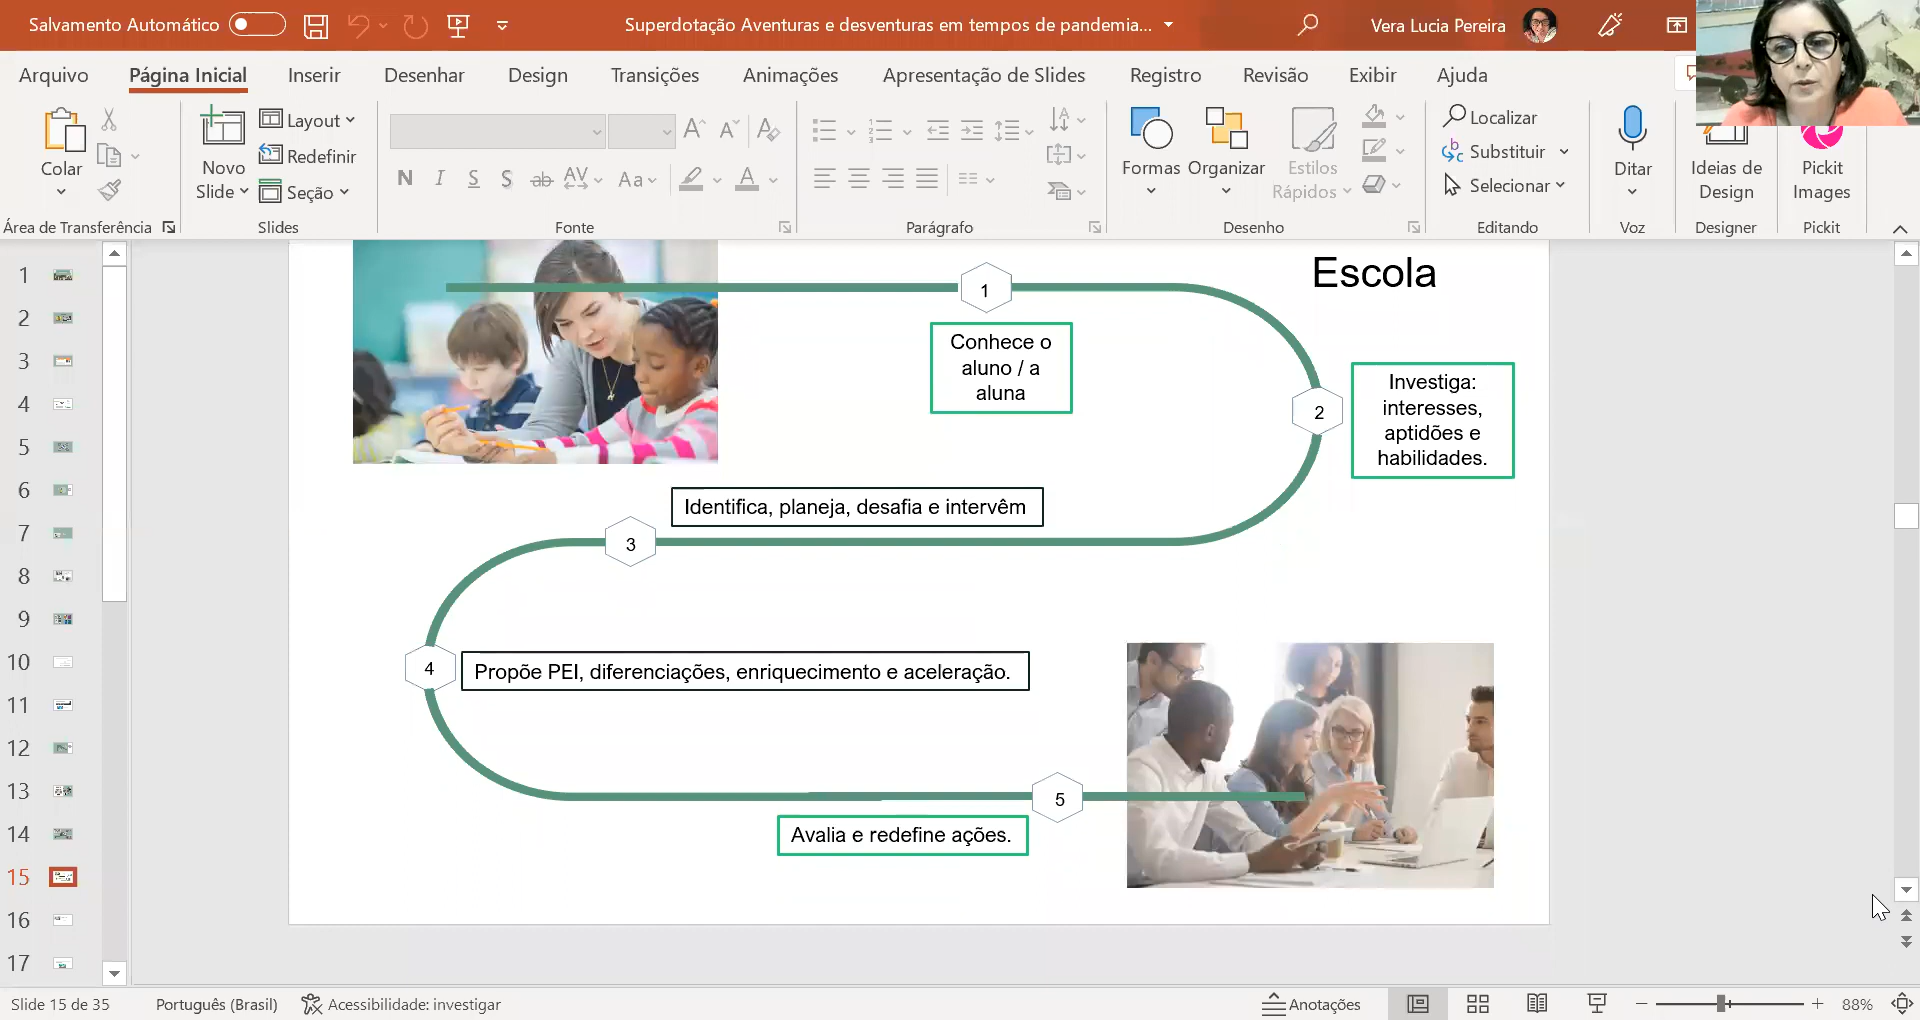 Salvamento Automático
Superdotação Aventuras e desventuras em tempos de pandemia...
Vera Lucia Pereira
Arquivo
Página Inicial
Inserir
Desenhar
Design
Transições
Animações
Apresentação de Slides
Registro
Revisão
Exibir
Ajuda
Colar
Novo
Slide
Layout
Redefinir
Seção
N I S S ab AV Aa A
Formas
Organizar
Estilos
Rápidos
Localizar
Substituir
Selecionar
Ditar
Ideias de
Design
Pickit
Images
Área de Transferência
Slides
Fonte
Parágrafo
Desenho
Editando
Voz
Designer
Pickit
1
2
3
4
5
6
7
8
9
10
11
12
13
14
15
16
17
Escola
1
Conhece o
aluno / a
aluna
2
Investiga:
interesses,
aptidões e
habilidades.
Identifica, planeja, desafia e intervêm
3
4
Propõe PEI, diferenciações, enriquecimento e aceleração.
5
Avalia e redefine ações.
Slide 15 de 35
Português (Brasil)
Acessibilidade: investigar
Anotações
88%